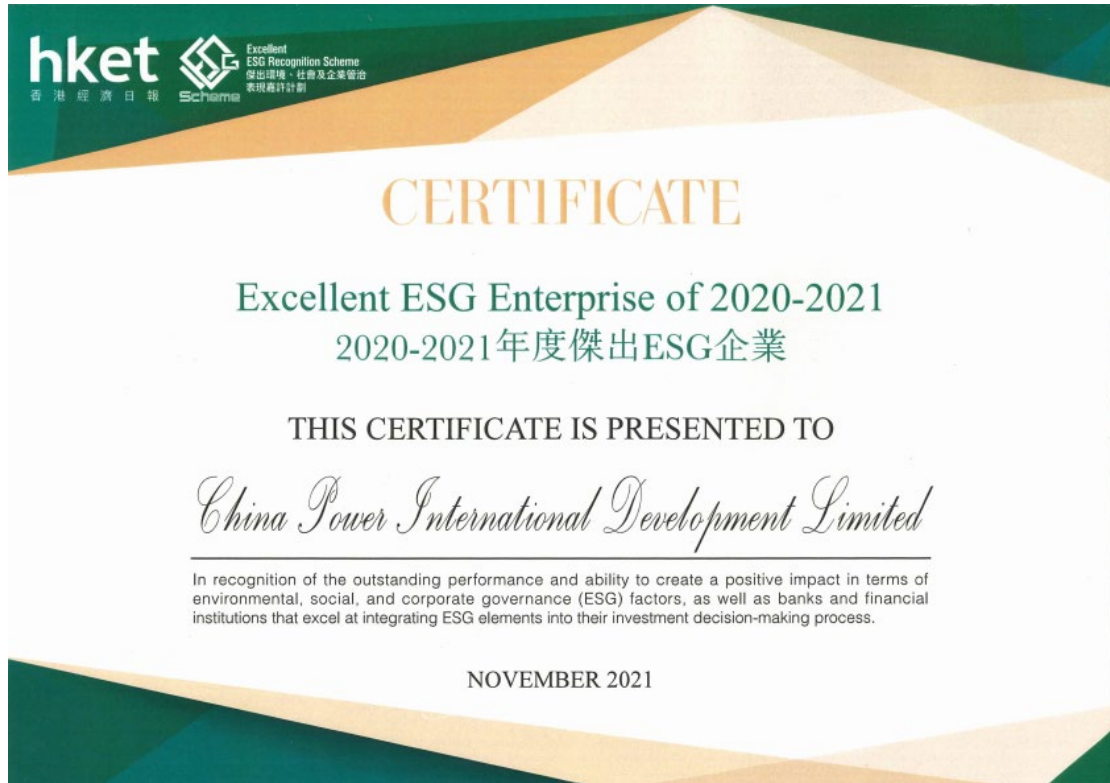 hket
香港經濟日報
ESG
Scheme
Excellent
ESG Recognition Scheme
傑出環境、社會及企業管治
表現嘉許計劃
CERTIFICATE
Excellent ESG Enterprise of 2020-2021
2020-2021年度傑出ESG企業
THIS CERTIFICATE IS PRESENTED TO
China Power International Development Limited
In recognition of the outstanding performance and ability to create a positive impact in terms of
environmental, social, and corporate governance (ESG) factors, as well as banks and financial
institutions that excel at integrating ESG elements into their investment decision-making process.
NOVEMBER 2021